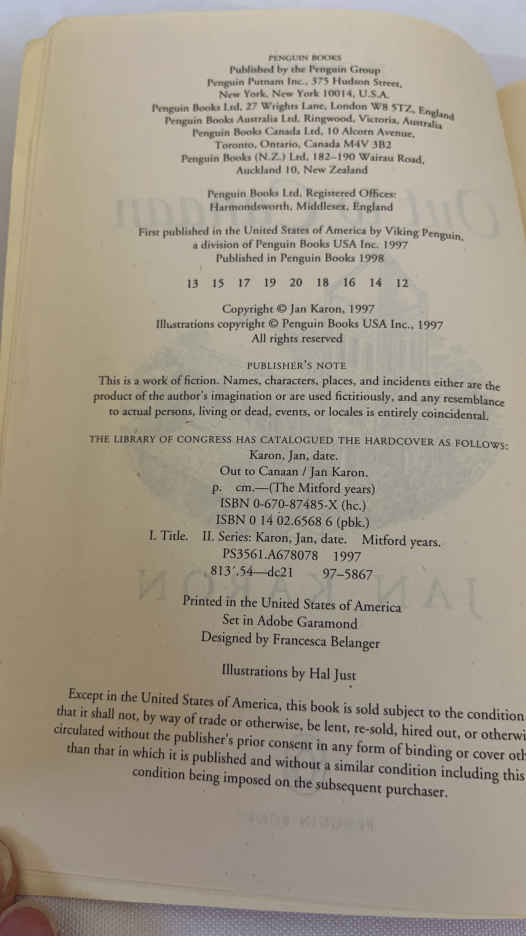 PENGUIN BOOKS
Published by the Penguin Group
Penguin Putnam Inc., 375 Hudson Street,
New York, New York 10014, U.S.A.
Penguin Books Ltd, 27 Wrights Lane, London W8 5TZ, England
Penguin Books Australia Ltd, Ringwood, Victoria, Australia
Penguin Books Canada Ltd, 10 Alcorn Avenue,
Toronto, Ontario, Canada M4V 3B2
Penguin Books (N.Z.) Ltd, 182–190 Wairau Road,
Auckland 10, New Zealand
Penguin Books Ltd, Registered Offices:
Harmondsworth, Middlesex, England
First published in the United States of America by Viking Penguin,
a division of Penguin Books USA Inc. 1997
Published in Penguin Books 1998
13 15 17 19 20 18 16 14 12
Copyright © Jan Karon, 1997
Illustrations copyright © Penguin Books USA Inc., 1997
All rights reserved
PUBLISHER'S NOTE
This is a work of fiction. Names, characters, places, and incidents either are the
product of the author's imagination or are used fictitiously, and any resemblance
to actual persons, living or dead, events, or locales is entirely coincidental.
THE LIBRARY OF CONGRESS HAS CATALOGUED THE HARDCOVER AS FOLLOWS:
Karon, Jan, date.
Out to Canaan / Jan Karon.
p. cm.—(The Mitford years)
ISBN 0-670-87485-X (hc.)
ISBN 0 14 02.6568 6 (pbk.)
I. Title. II. Series: Karon, Jan, date. Mitford years.
PS3561.A678078 1997
813´.54—dc21 97–5867
Printed in the United States of America
Set in Adobe Garamond
Designed by Francesca Belanger
Illustrations by Hal Just
Except in the United States of America, this book is sold subject to the condition
that it shall not, by way of trade or otherwise, be lent, re-sold, hired out, or otherwi
circulated without the publisher's prior consent in any form of binding or cover oth
than that in which it is published and without a similar condition including this
condition being imposed on the subsequent purchaser.